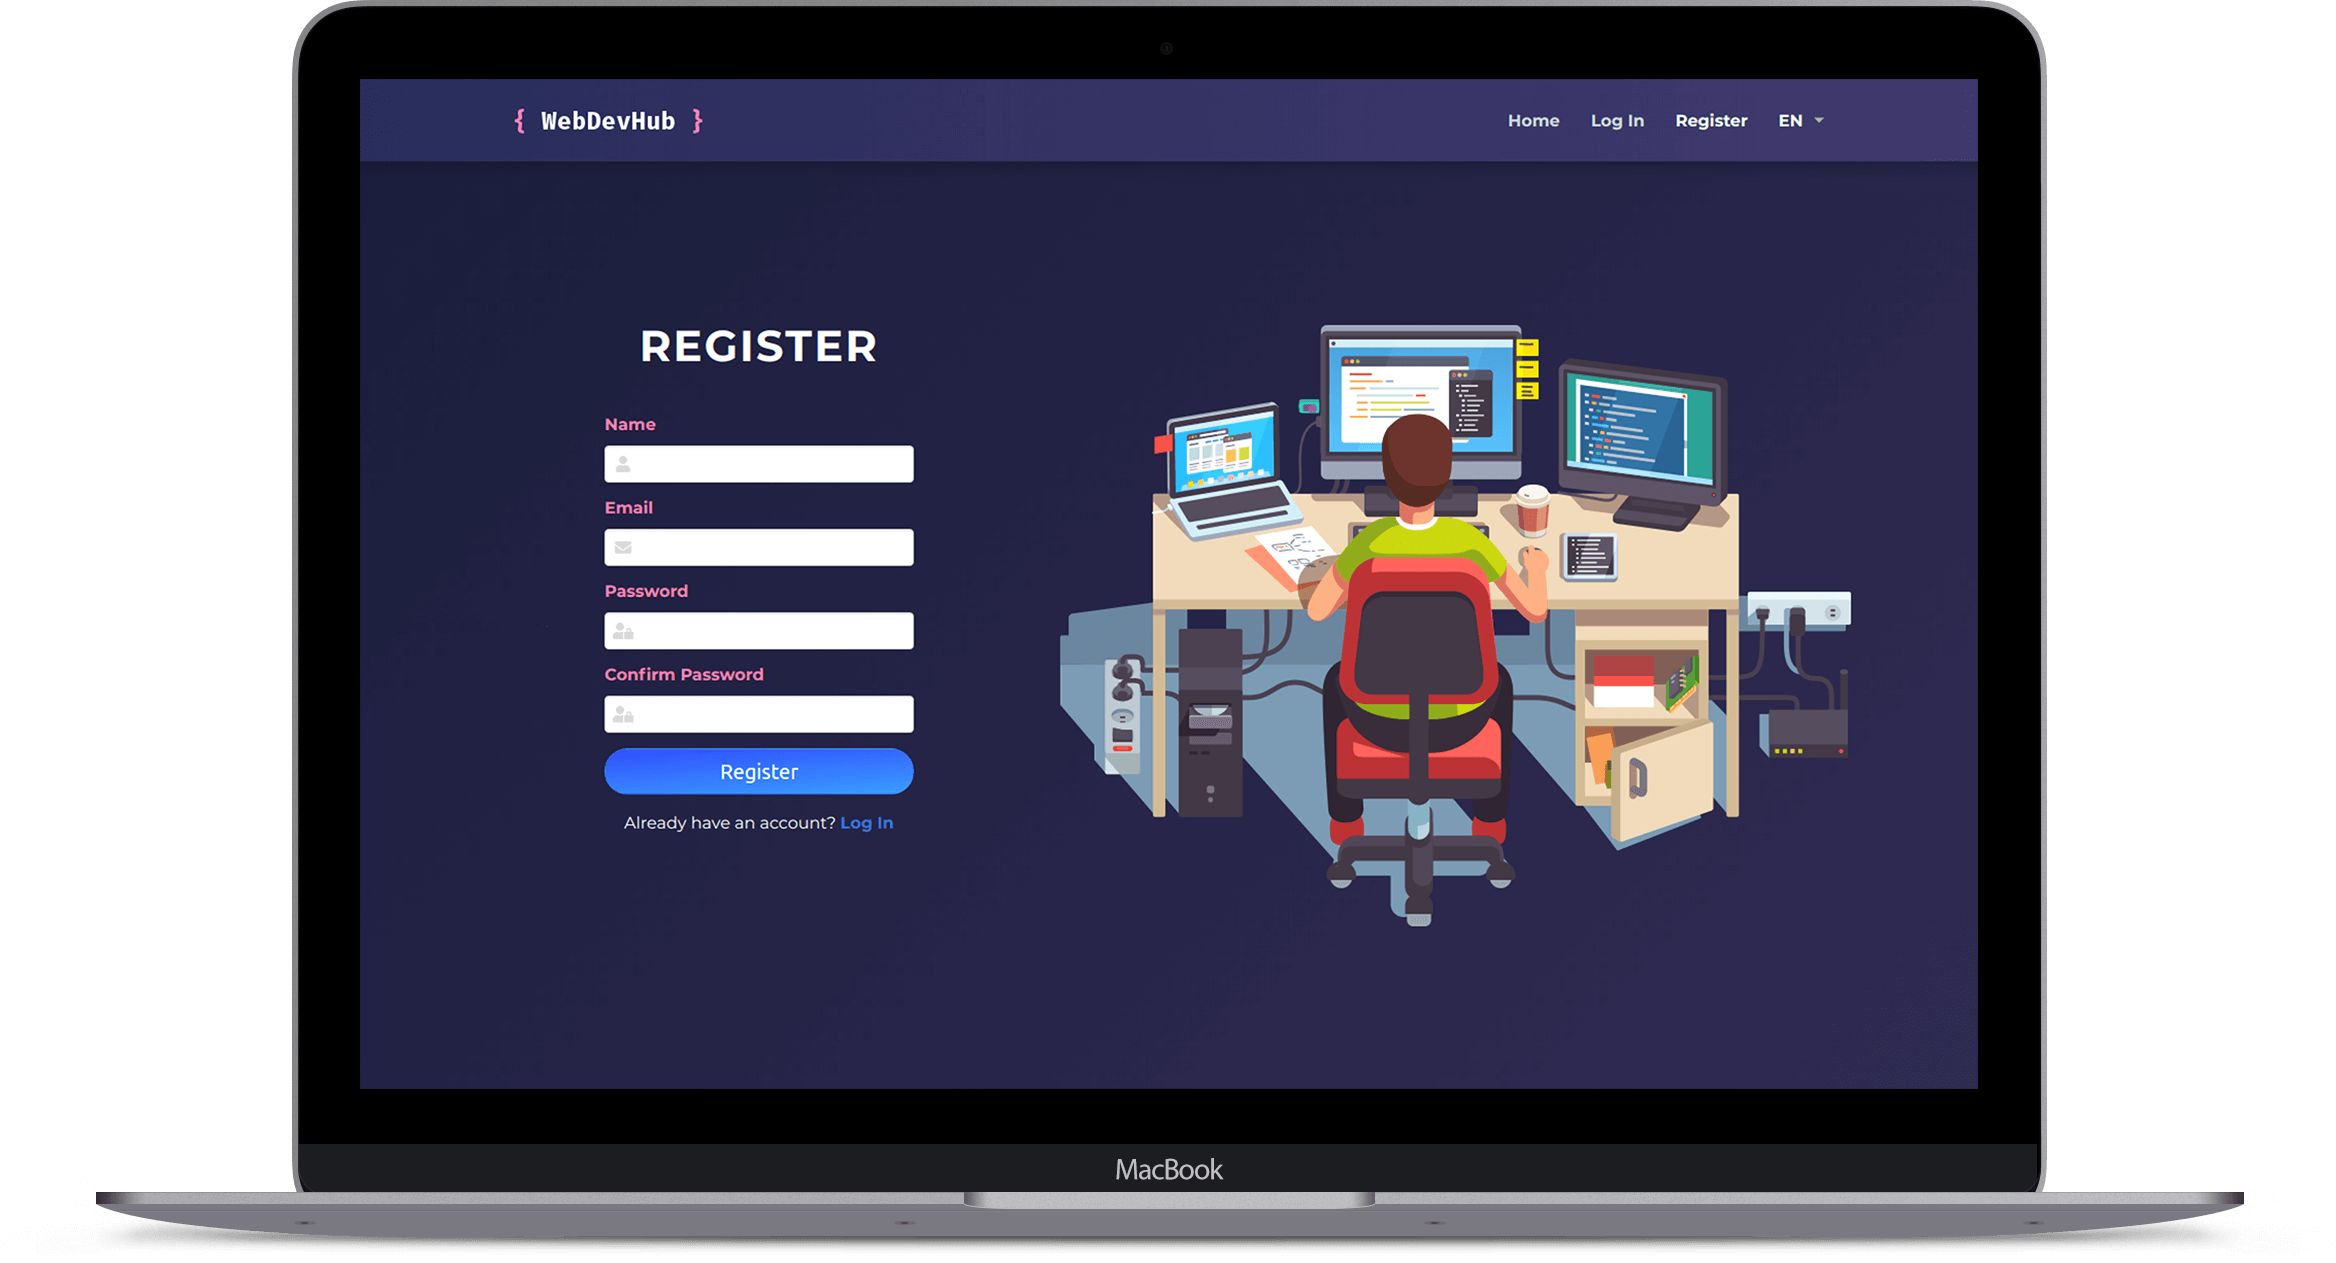 { WebDevHub }
Home Log In Register EN
REGISTER
Name
Email
Password
Confirm Password
Register
Already have an account? Log In
MacBook